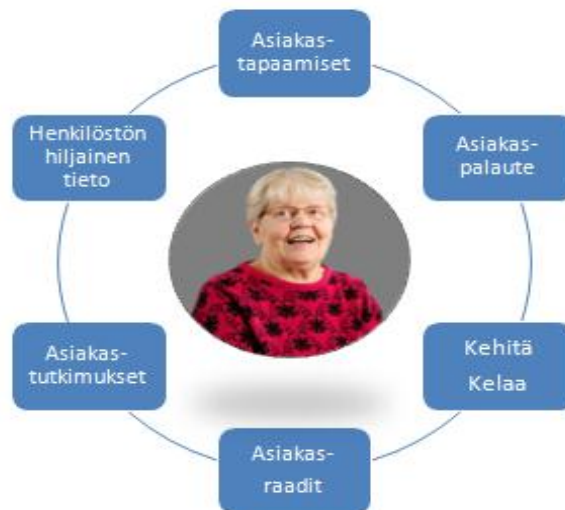 Asiakas-
tapaamiset
Asiakas-
palaute
Kehitä
Kelaa
Asiakas-
raadit
Asiakas-
tutkimukset
Henkilöstön
hiljainen
tieto